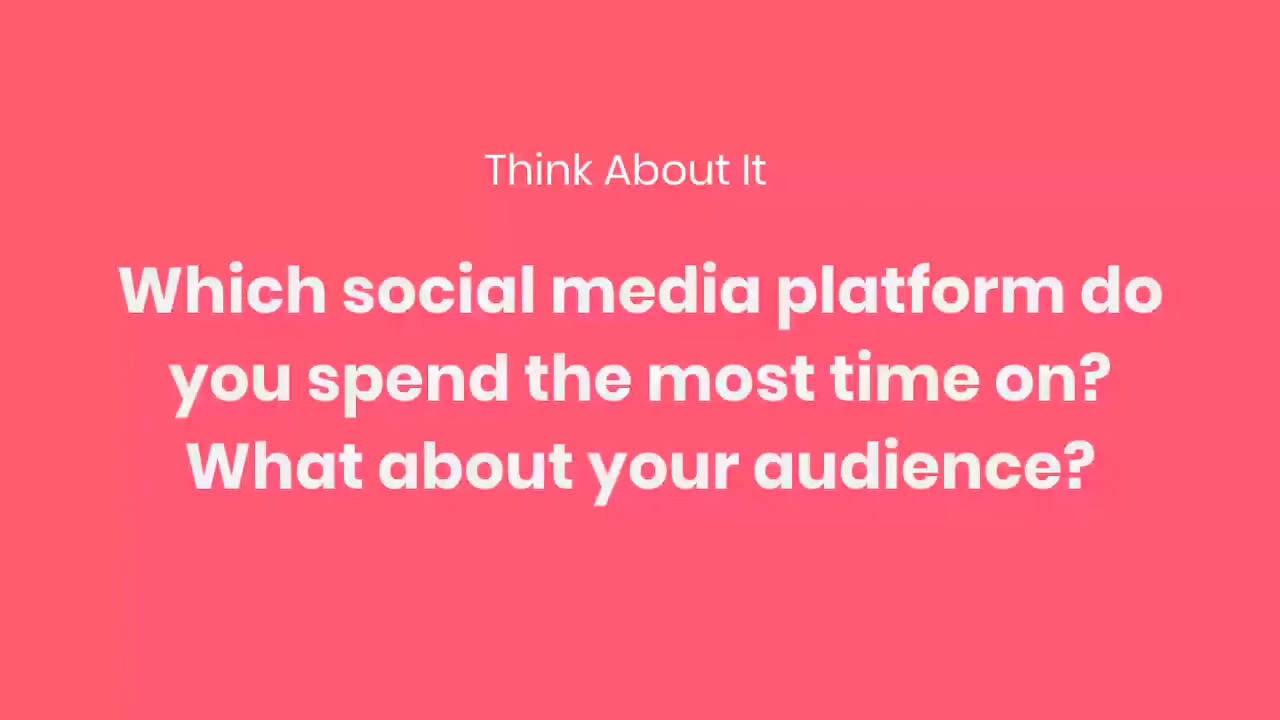 Think About It
Which social media platform do
you spend the most time on?
What about your audience?